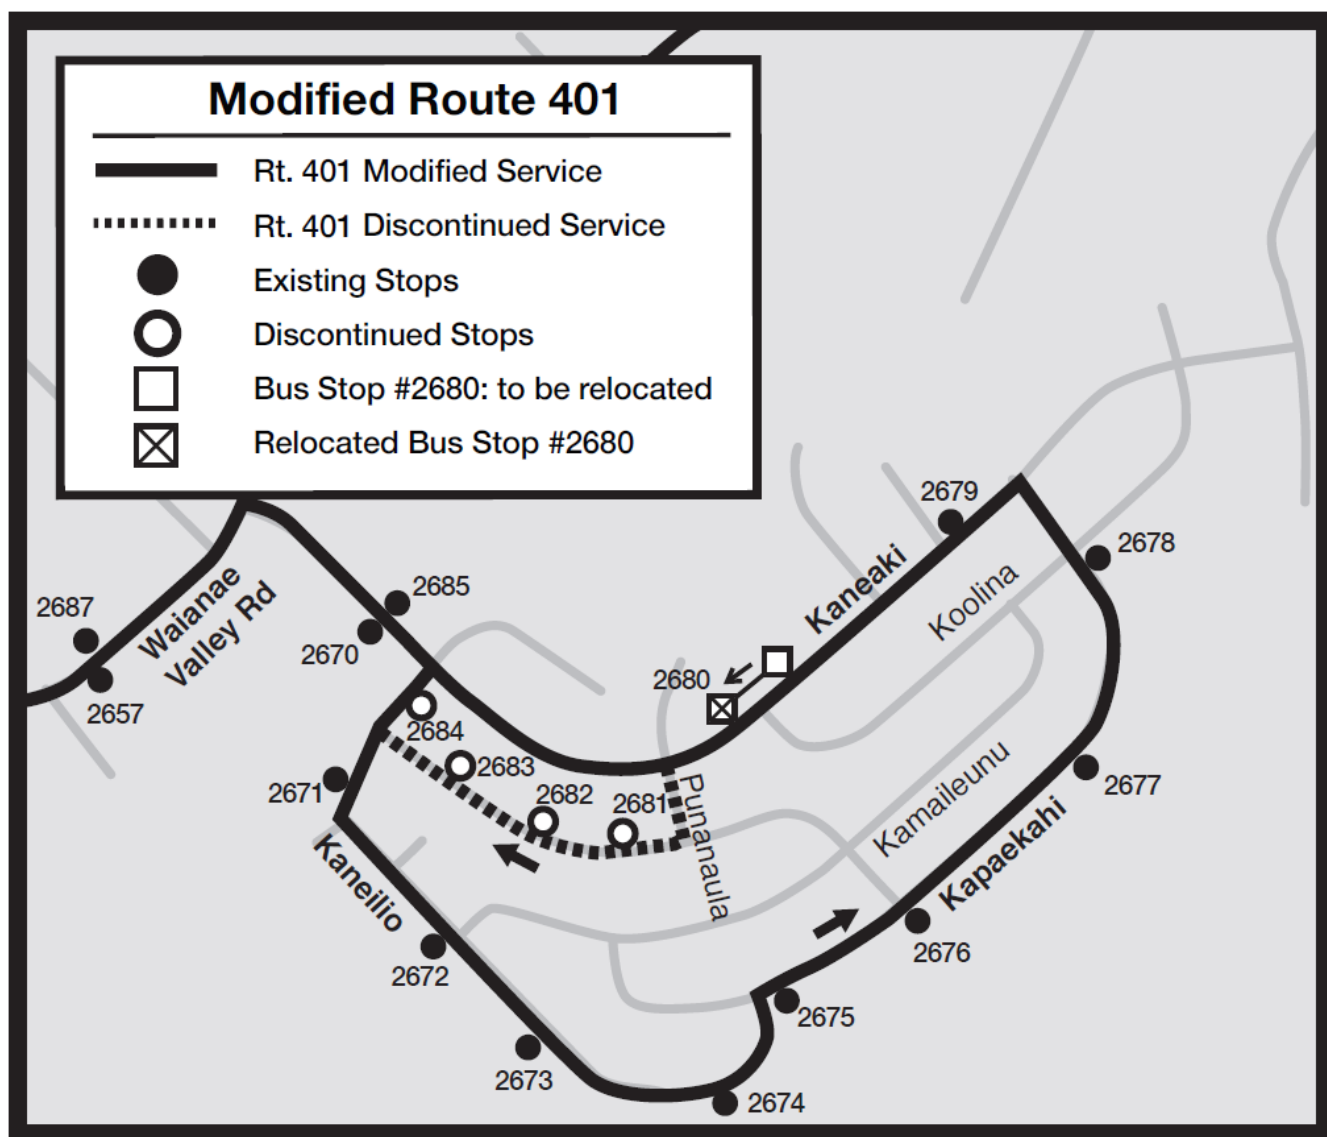 Modified Route 401
Rt. 401 Modified Service
Rt. 401 Discontinued Service
Existing Stops
Discontinued Stops
Bus Stop #2680: to be relocated
Relocated Bus Stop #2680
2679
2678
Kaneaki
Koolina
2687
Waianae
Valley Rd
2685
2670
2657
2680
2684
2683
2682
2681
2671
Punanaula
2677
Kamaileunu
Kapaekahi
Kaneilio
2672
2676
2675
2673
2674